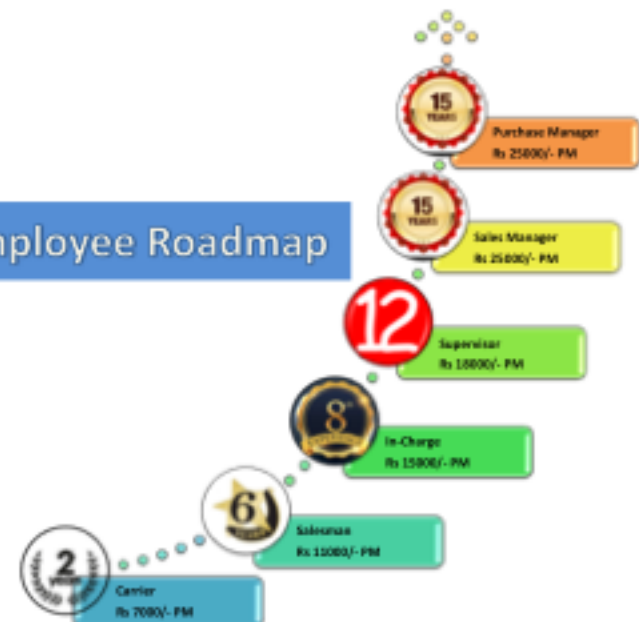 15
YEARS
Purchase Manager
Rs 25000/- PM
15
YEARS
Sales Manager
Rs 25000/- PM
mployee Roadmap
12
Supervisor
Rs 18000/- PM
8
In-Charge
Rs 15000/- PM
6
Salesman
Rs 11000/- PM
2
YEARS
Carrier
Rs 7000/- PM